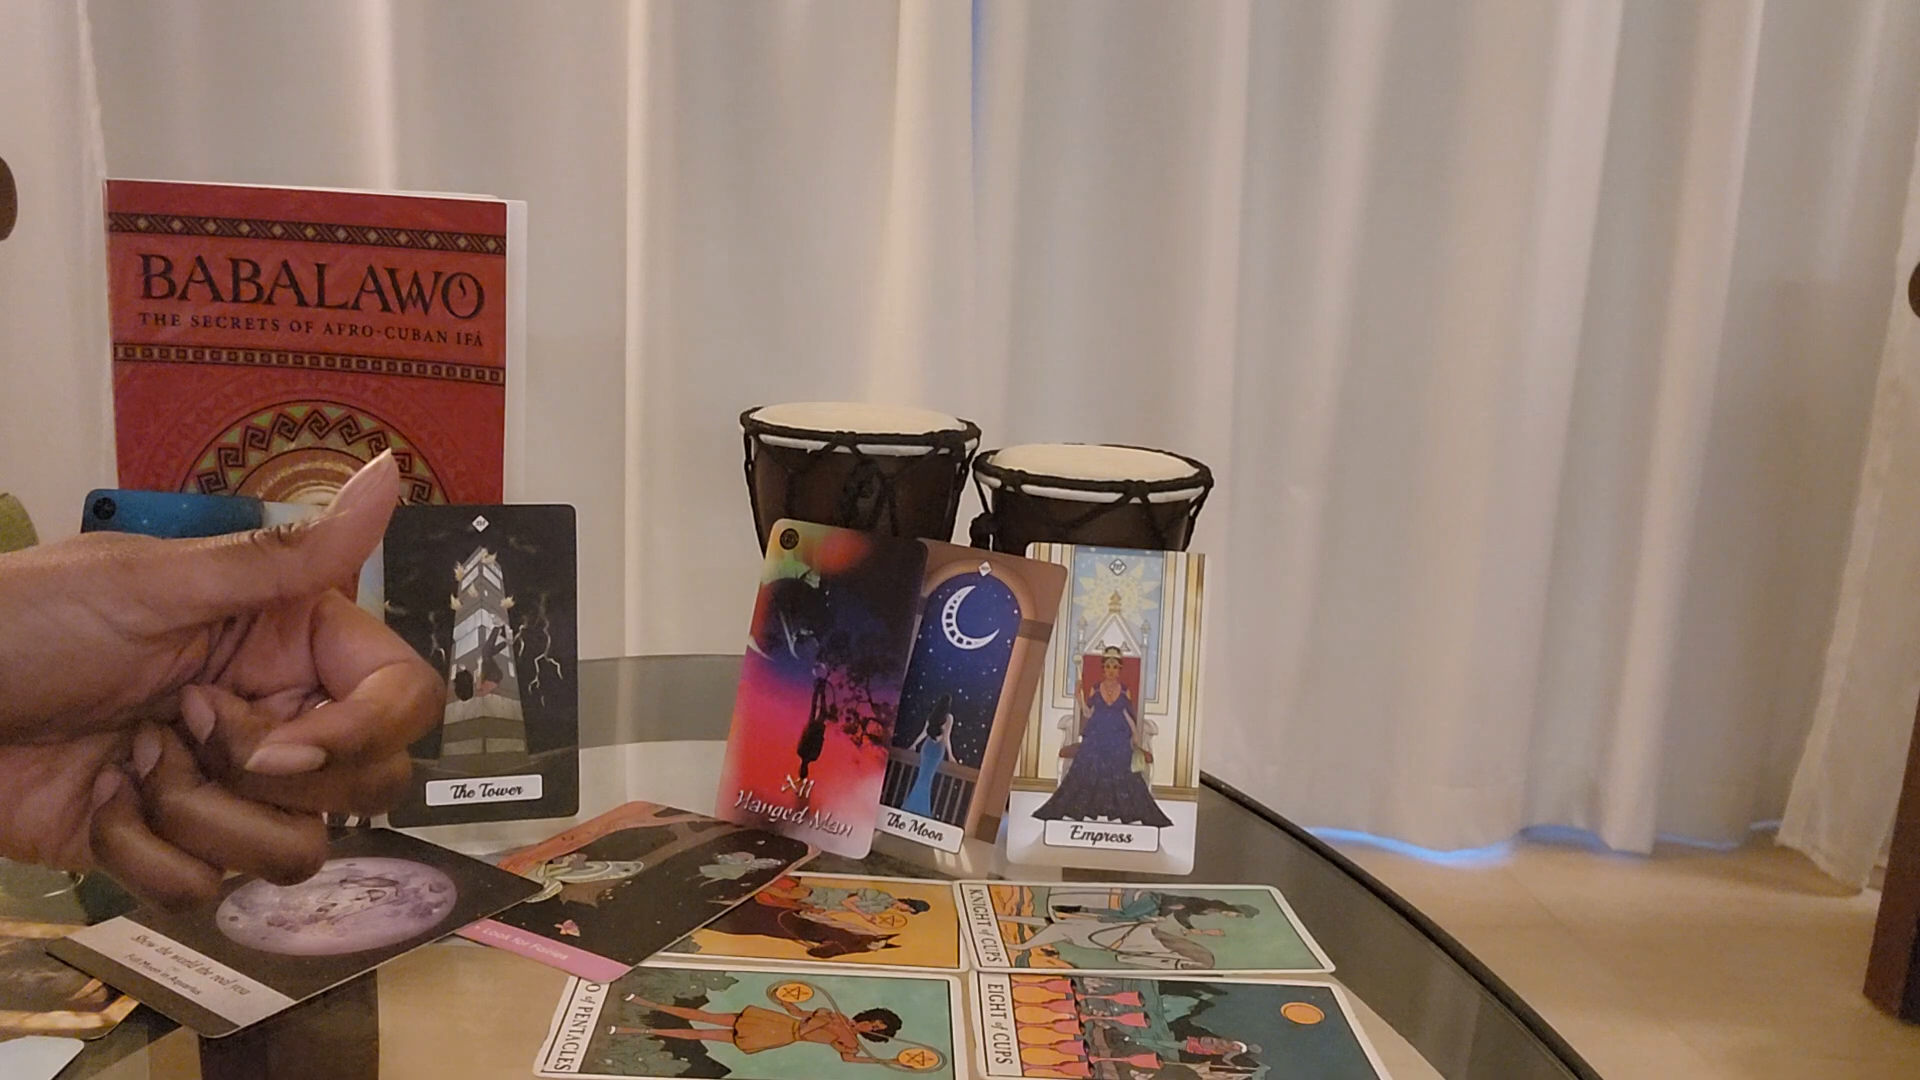 BABALAWO
THE SECRETS OF AFRO-CUBAN IFÁ
The Tower
XII
Hanged Man
The Moon
Empress
Show the world the real you
Full Moon in Aquarius
Look for Fairies
KNIGHT of CUPS
O of PENTACLES
EIGHT of CUPS